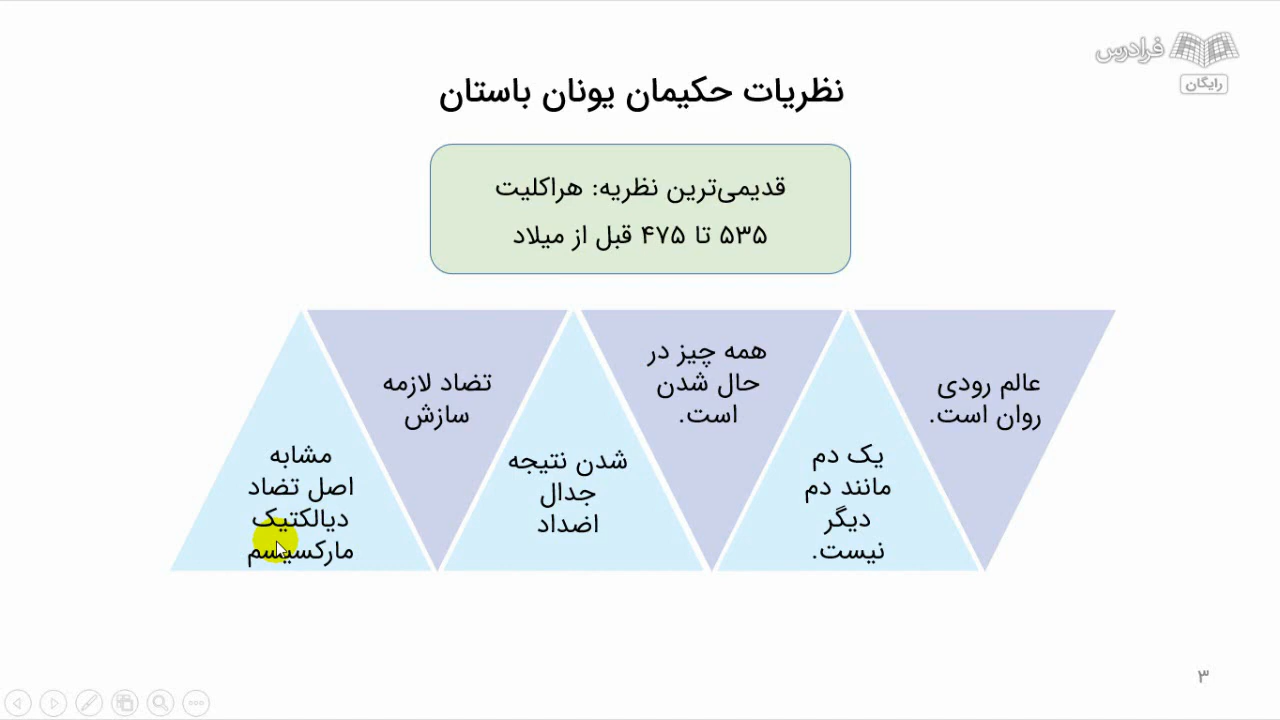 فرادرس
رایگان
نظریات حکیمان یونان باستان
قدیمی‌ترین نظریه: هراکلیت
۵۳۵ تا ۴۷۵ قبل از میلاد
عالم رودی
روان است.
یک دم
مانند دم
دیگر
نیست.
همه چیز در
حال شدن
است.
شدن نتیجه
جدال
اضداد
تضاد لازمه
سازش
مشابه
اصل تضاد
دیالکتیک
مارکسیسم
۳